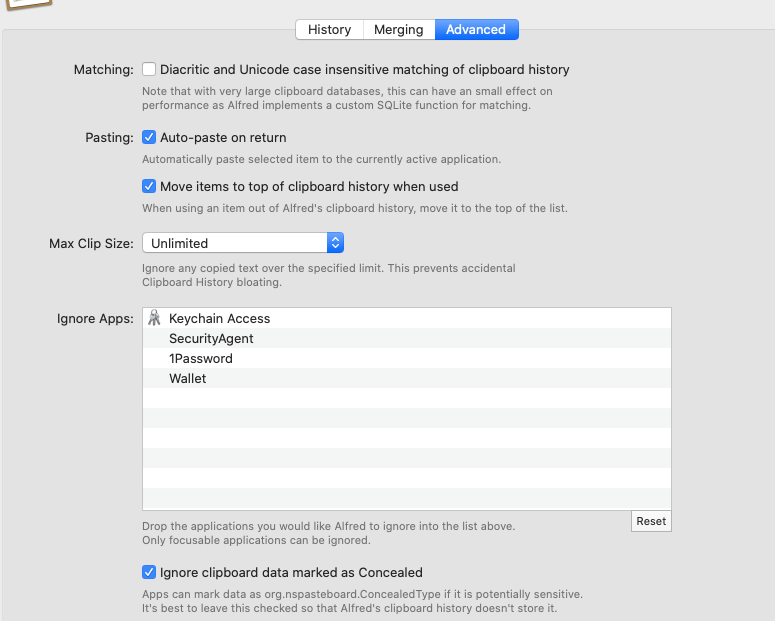 History Merging Advanced
Matching: Diacritic and Unicode case insensitive matching of clipboard history
Note that with very large clipboard databases, this can have an small effect on
performance as Alfred implements a custom SQLite function for matching.
Pasting: Auto-paste on return
Automatically paste selected item to the currently active application.
Move items to top of clipboard history when used
When using an item out of Alfred's clipboard history, move it to the top of the list.
Max Clip Size: Unlimited
Ignore any copied text over the specified limit. This prevents accidental
Clipboard History bloating.
Ignore Apps: Keychain Access
SecurityAgent
1Password
Wallet
Drop the applications you would like Alfred to ignore into the list above.
Only focusable applications can be ignored.
Reset
Ignore clipboard data marked as Concealed
Apps can mark data as org.nspasteboard.ConcealedType if it is potentially sensitive.
It's best to leave this checked so that Alfred's clipboard history doesn't store it.